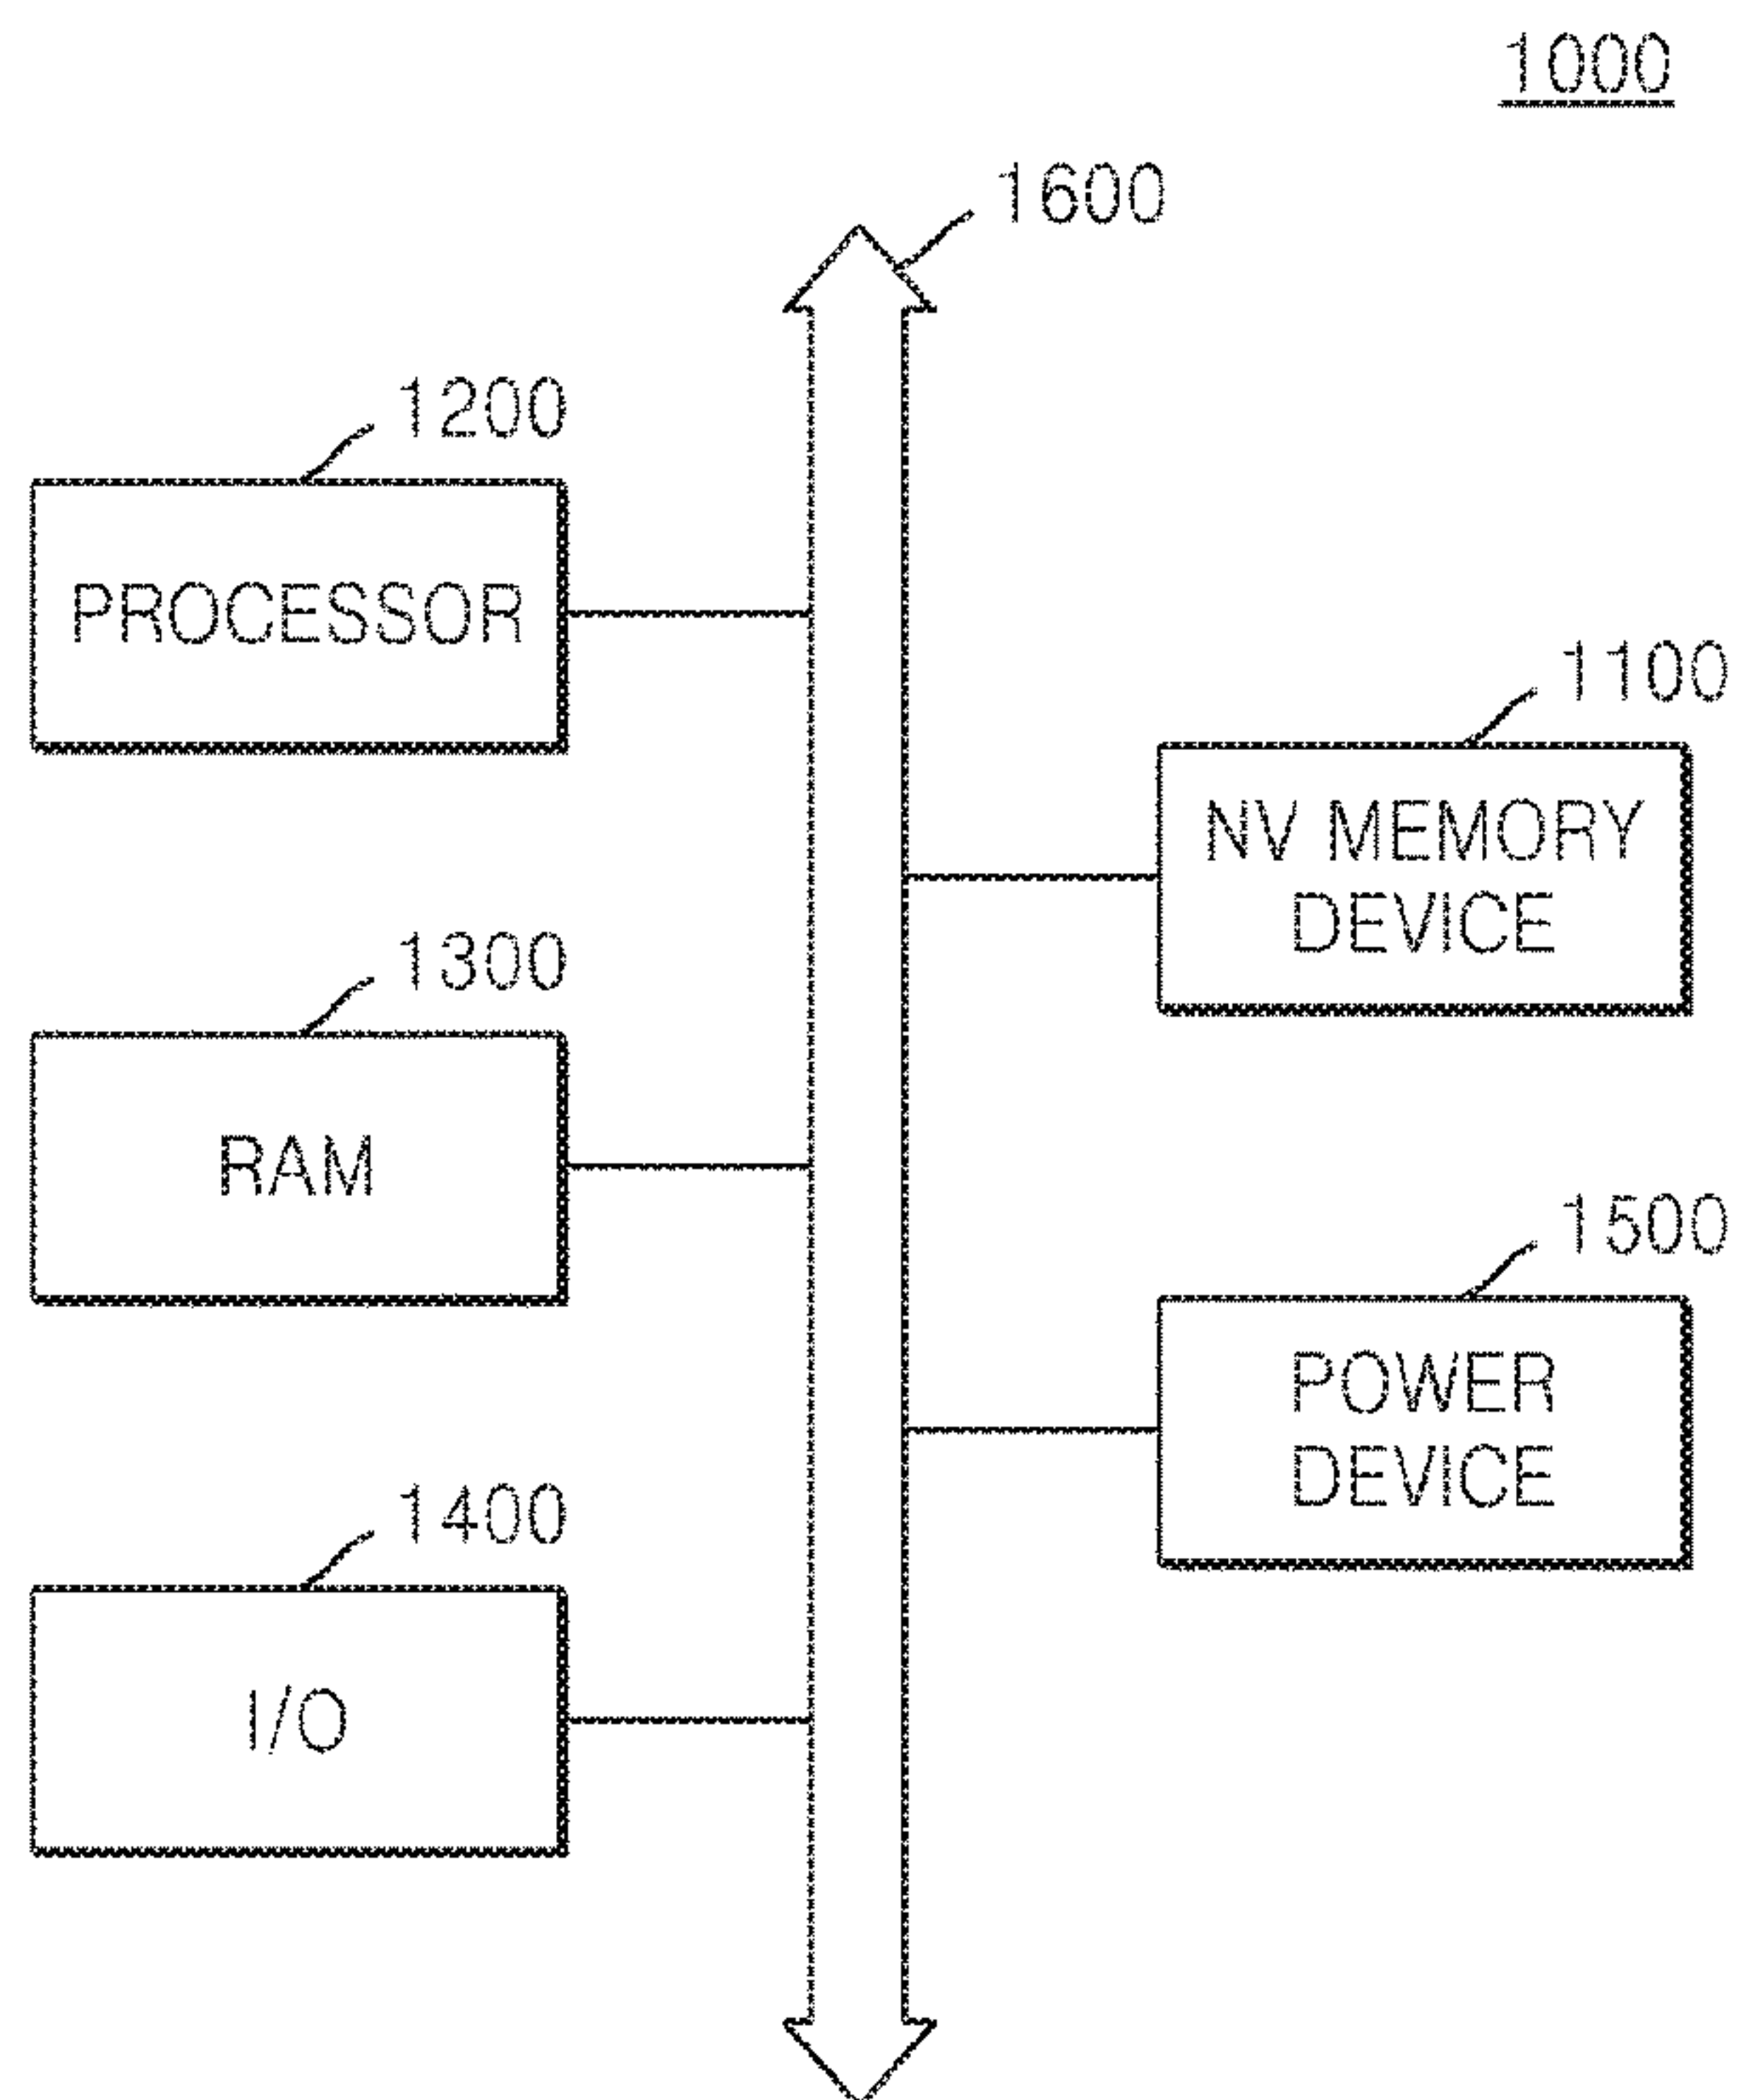 1000
1600
1200
PROCESSOR
1100
NV MEMORY
DEVICE
1300
RAM
1500
POWER
DEVICE
1400
I/O